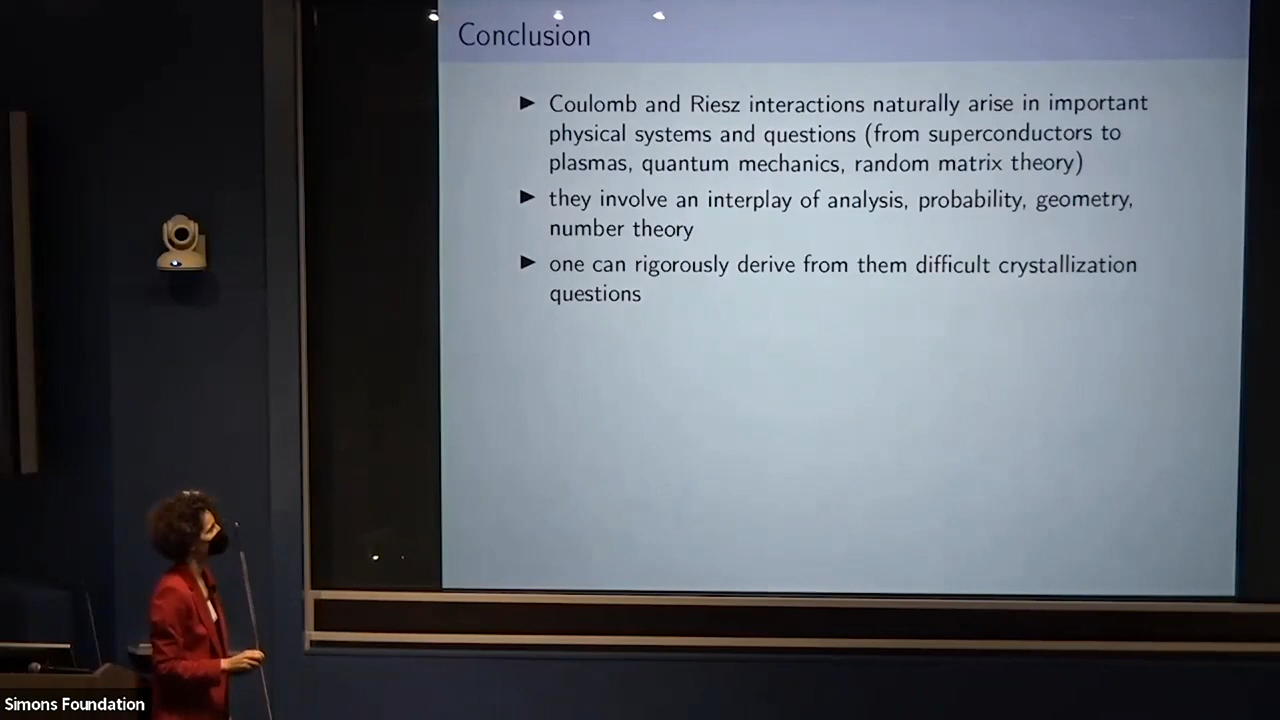 Conclusion
▶ Coulomb and Riesz interactions naturally arise in important
physical systems and questions (from superconductors to
plasmas, quantum mechanics, random matrix theory)
▶ they involve an interplay of analysis, probability, geometry,
number theory
▶ one can rigorously derive from them difficult crystallization
questions
Simons Foundation